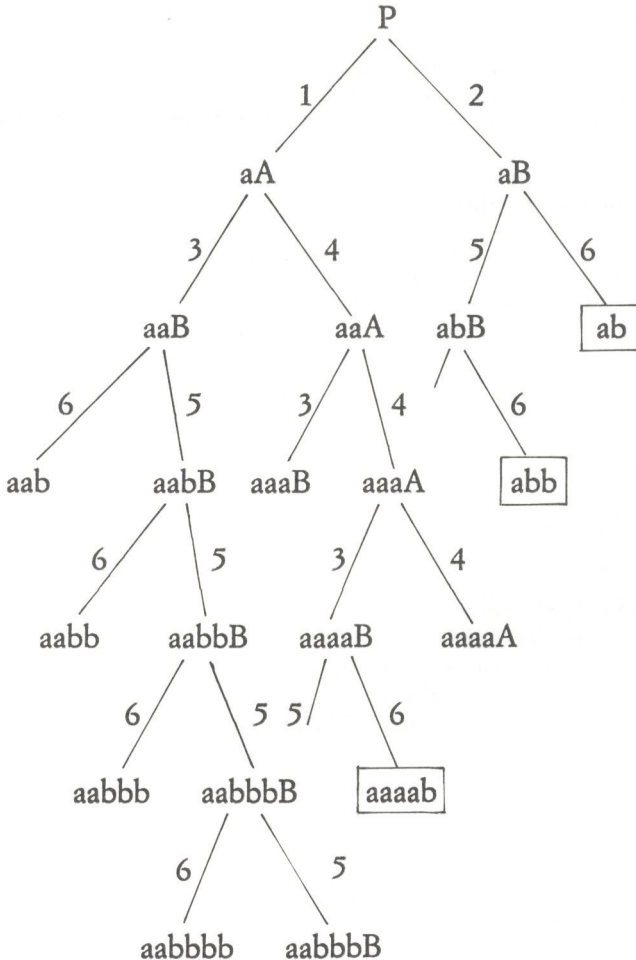 P
1 2
aA aB
3 4 5 6
aaB aaA abB ab
6 5 3 4 6
aab aabB aaaB aaaA abb
6 5 3 4
aabb aabbB aaaaB aaaaA
6 5 5 6
aabbb aabbbB aaaab
6 5
aabbbb aabbbB